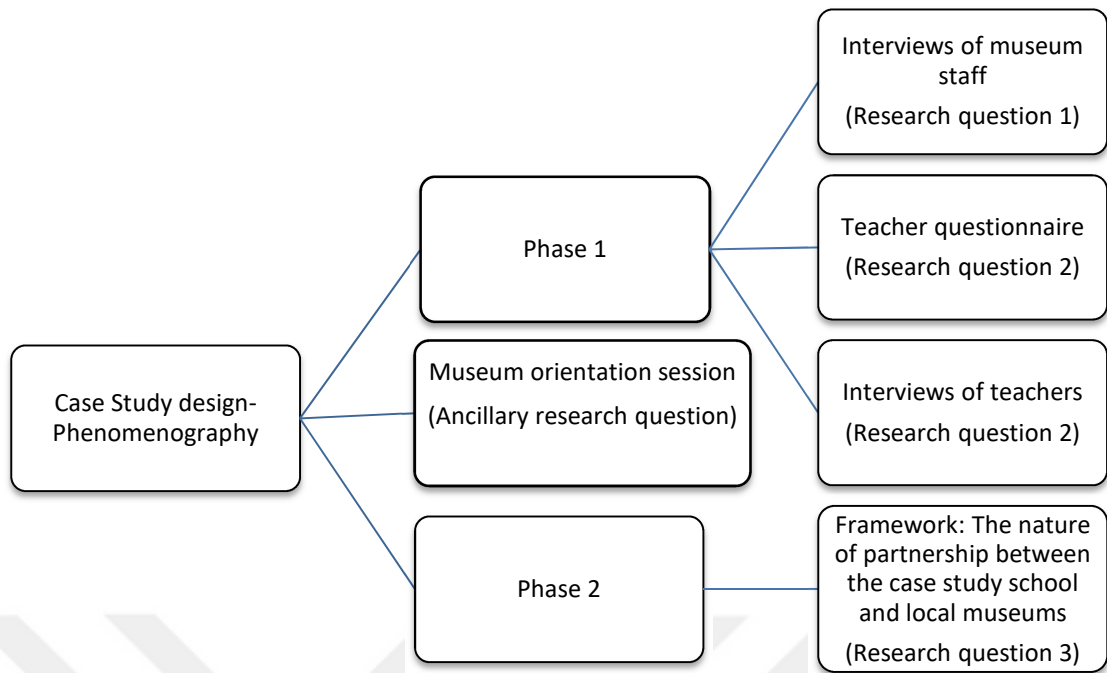 Case Study design-
Phenomenography
Phase 1
Museum orientation session
(Ancillary research question)
Phase 2
Interviews of museum
staff
(Research question 1)
Teacher questionnaire
(Research question 2)
Interviews of teachers
(Research question 2)
Framework: The nature
of partnership between
the case study school
and local museums
(Research question 3)